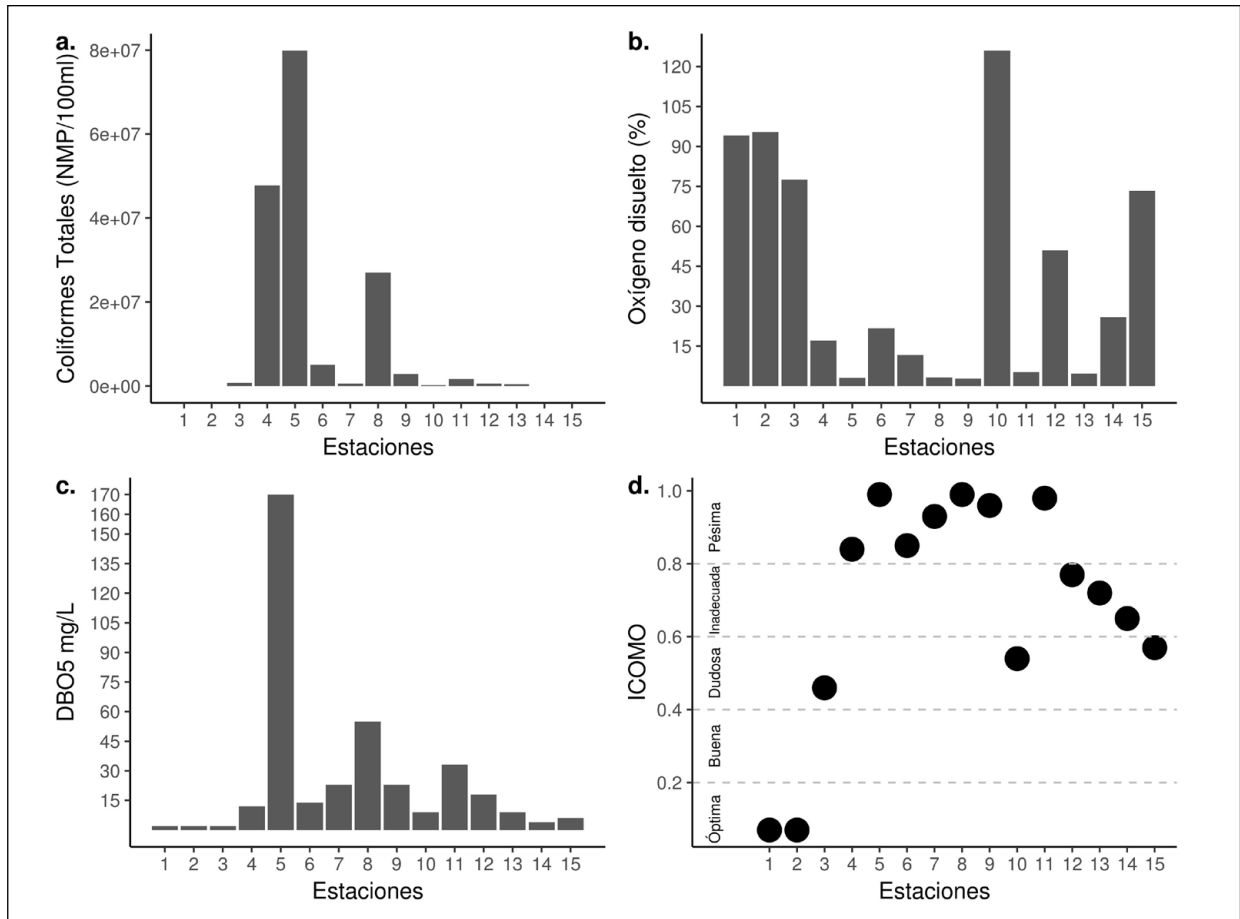 a.
Coliformes Totales (NMP/100ml)
8e+07
6e+07
4e+07
2e+07
0e+00
1 2 3 4 5 6 7 8 9 10 11 12 13 14 15
Estaciones
b.
Oxígeno disuelto (%)
120
105
90
75
60
45
30
15
1 2 3 4 5 6 7 8 9 10 11 12 13 14 15
Estaciones
c.
DBO5 mg/L
170
160
150
135
120
105
90
75
60
45
30
15
1 2 3 4 5 6 7 8 9 10 11 12 13 14 15
Estaciones
d.
ICOMO
1.0
0.8
0.6
0.4
0.2
Pésima
Inadecuada
Dudosa
Buena
Óptima
1 2 3 4 5 6 7 8 9 10 11 12 13 14 15
Estaciones